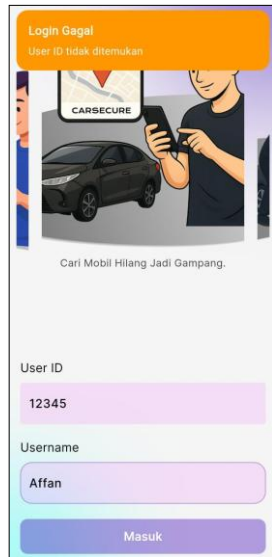 Login Gagal
User ID tidak ditemukan
CARSECURE
Cari Mobil Hilang Jadi Gampang.
User ID
12345
Username
Affan
Masuk